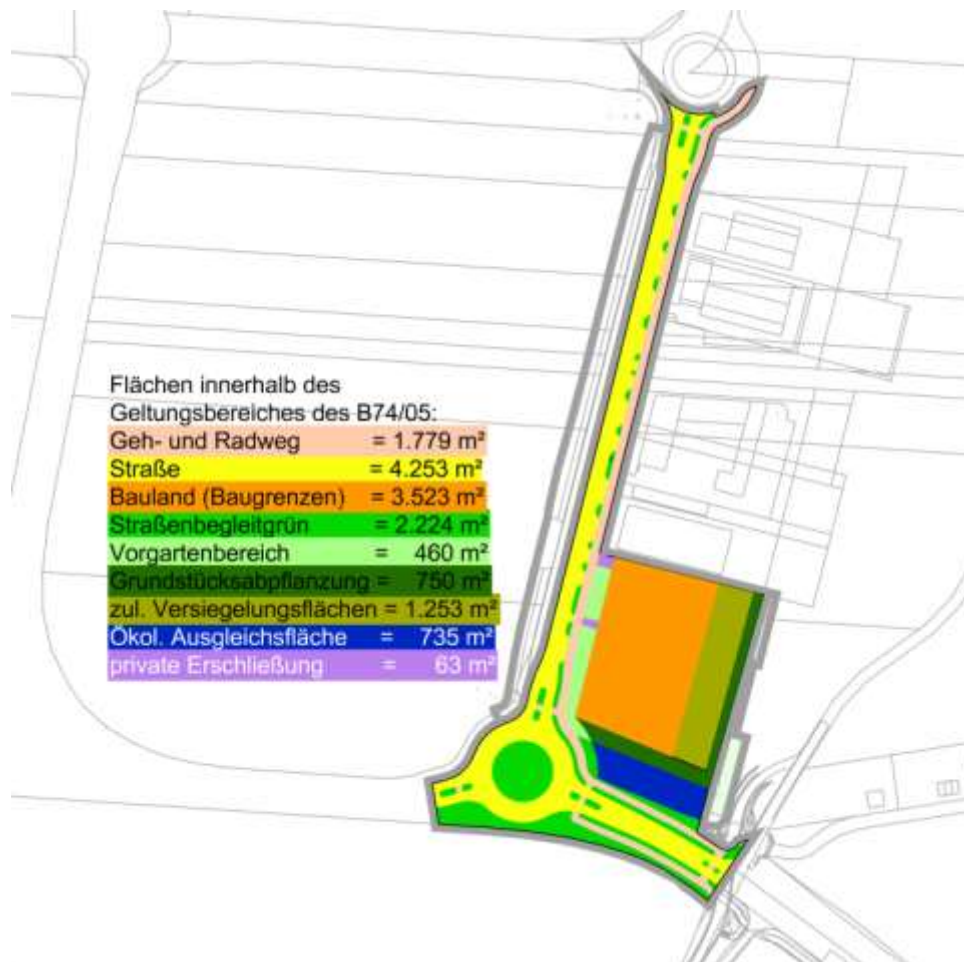 Flächen innerhalb des
Geltungsbereiches des B74/05:
Geh- und Radweg = 1.779 m²
Straße = 4.253 m²
Bauland (Baugrenzen) = 3.523 m²
Straßenbegleitgrün = 2.224 m²
Vorgartenbereich = 460 m²
Grundstücksabpflanzung = 750 m²
zul. Versiegelungsflächen = 1.253 m²
Ökol. Ausgleichsfläche = 735 m²
private Erschließung = 63 m²